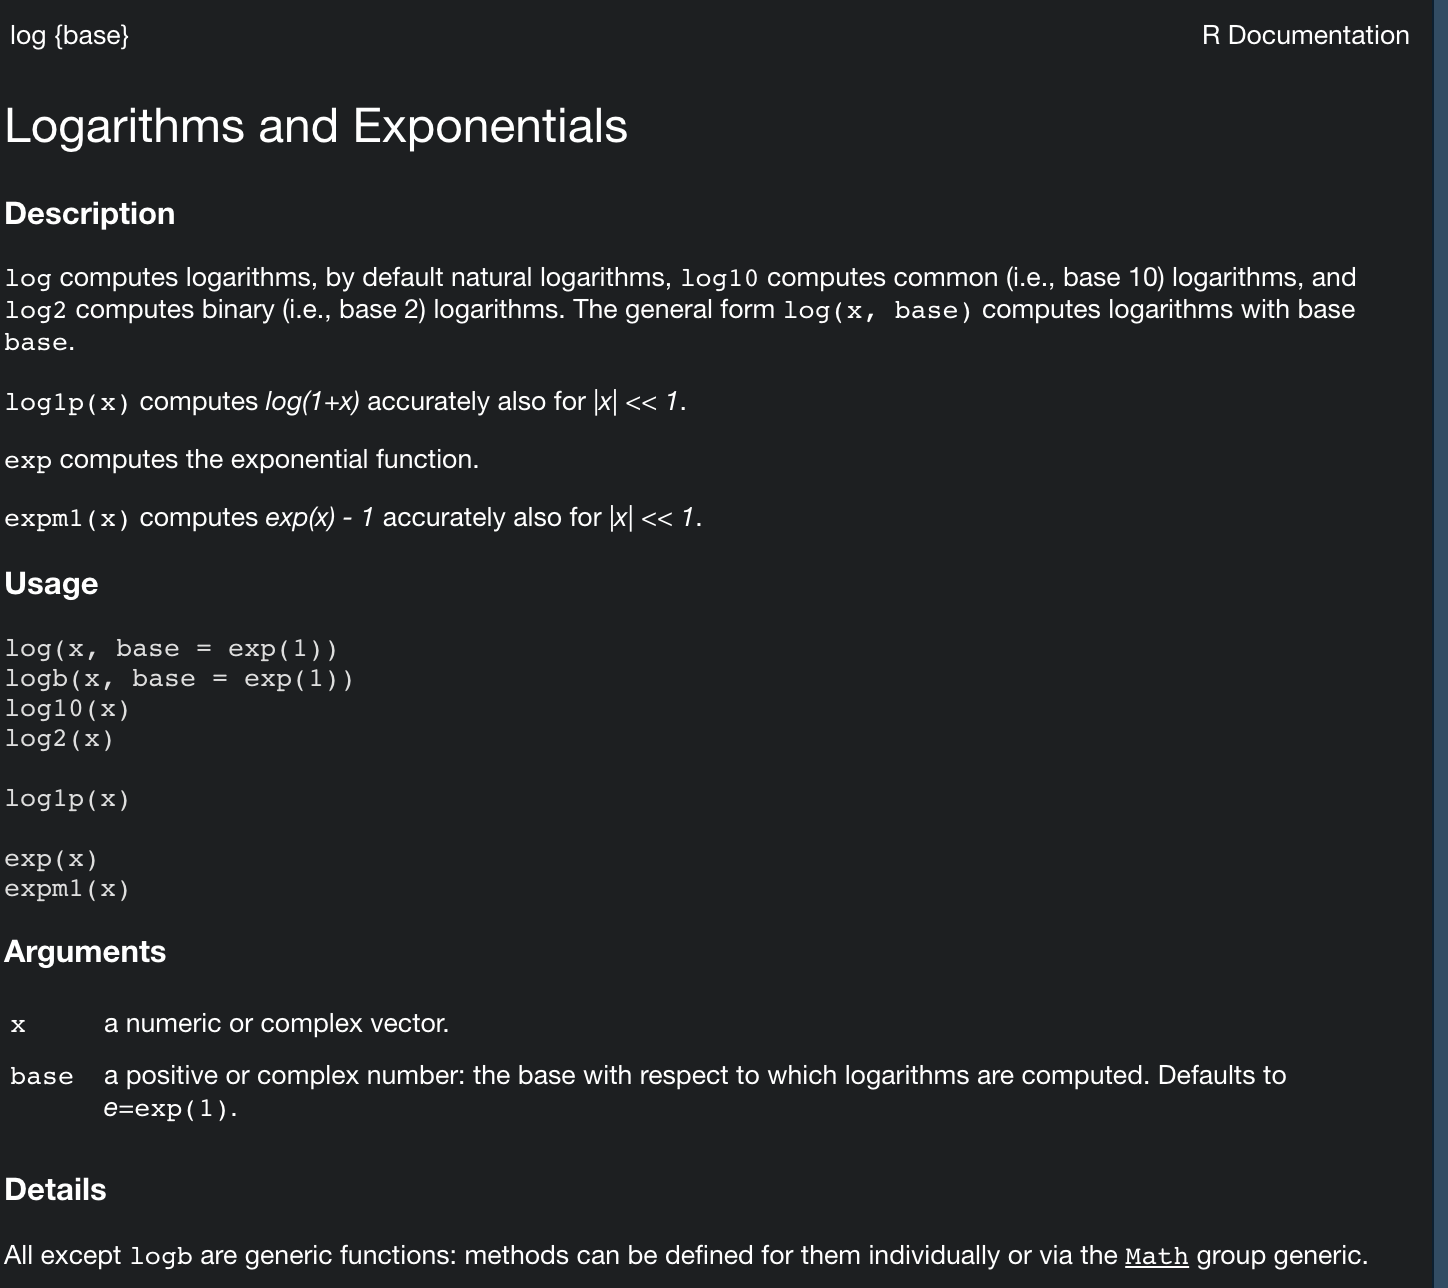 log {base}
R Documentation
Logarithms and Exponentials
Description
log computes logarithms, by default natural logarithms, log10 computes common (i.e., base 10) logarithms, and
log2 computes binary (i.e., base 2) logarithms. The general form log(x, base) computes logarithms with base
base.
log1p(x) computes log(1+x) accurately also for |x| << 1.
exp computes the exponential function.
expm1(x) computes exp(x) - 1 accurately also for |x| << 1.
Usage
log(x, base = exp(1))
logb(x, base = exp(1))
log10(x)
log2(x)
log1p(x)
exp(x)
expm1(x)
Arguments
x a numeric or complex vector.
base a positive or complex number: the base with respect to which logarithms are computed. Defaults to
e=exp(1).
Details
All except logb are generic functions: methods can be defined for them individually or via the Math group generic.